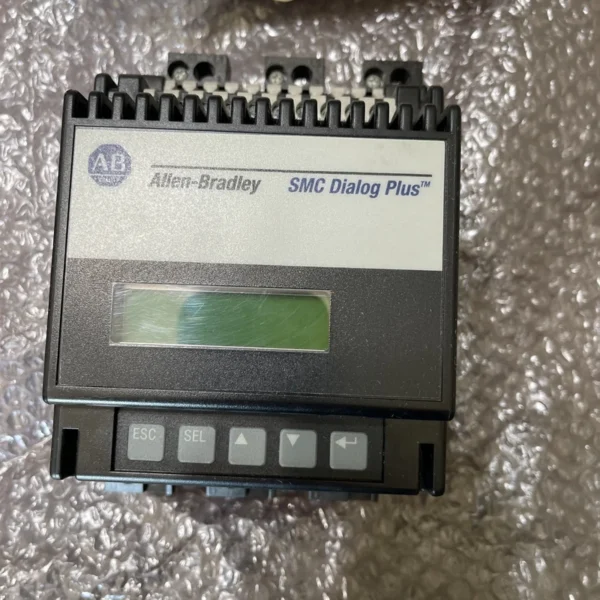 AB
Allen-Bradley SMC Dialog Plus™
ESC SEL